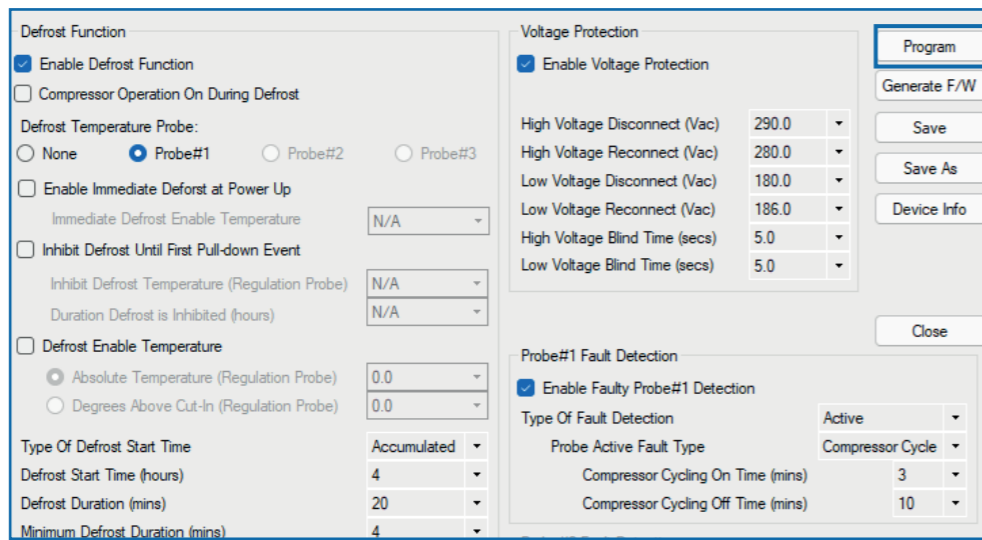 Defrost Function
Enable Defrost Function
Compressor Operation On During Defrost
Defrost Temperature Probe:
None Probe#1 Probe#2 Probe#3
Enable Immediate Deforst at Power Up
Immediate Defrost Enable Temperature N/A
Inhibit Defrost Until First Pull-down Event
Inhibit Defrost Temperature (Regulation Probe) N/A
Duration Defrost is Inhibited (hours) N/A
Defrost Enable Temperature
Absolute Temperature (Regulation Probe) 0.0
Degrees Above Cut-In (Regulation Probe) 0.0
Type Of Defrost Start Time Accumulated
Defrost Start Time (hours) 4
Defrost Duration (mins) 20
Minimum Defrost Duration (mins) 4
Voltage Protection
Enable Voltage Protection
High Voltage Disconnect (Vac) 290.0
High Voltage Reconnect (Vac) 280.0
Low Voltage Disconnect (Vac) 180.0
Low Voltage Reconnect (Vac) 186.0
High Voltage Blind Time (secs) 5.0
Low Voltage Blind Time (secs) 5.0
Probe#1 Fault Detection
Enable Faulty Probe#1 Detection
Type Of Fault Detection Active
Probe Active Fault Type Compressor Cycle
Compressor Cycling On Time (mins) 3
Compressor Cycling Off Time (mins) 10
Program
Generate F/W
Save
Save As
Device Info
Close